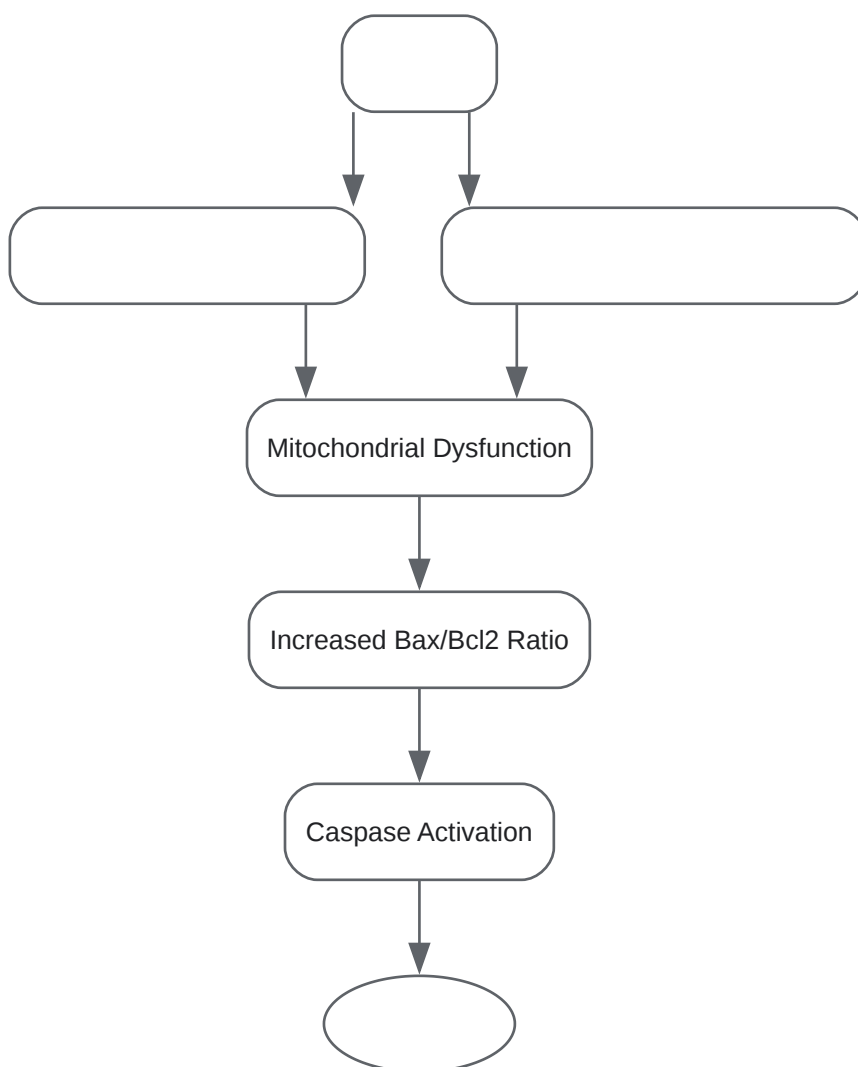 Mitochondrial Dysfunction
Increased Bax/Bcl2 Ratio
Caspase Activation